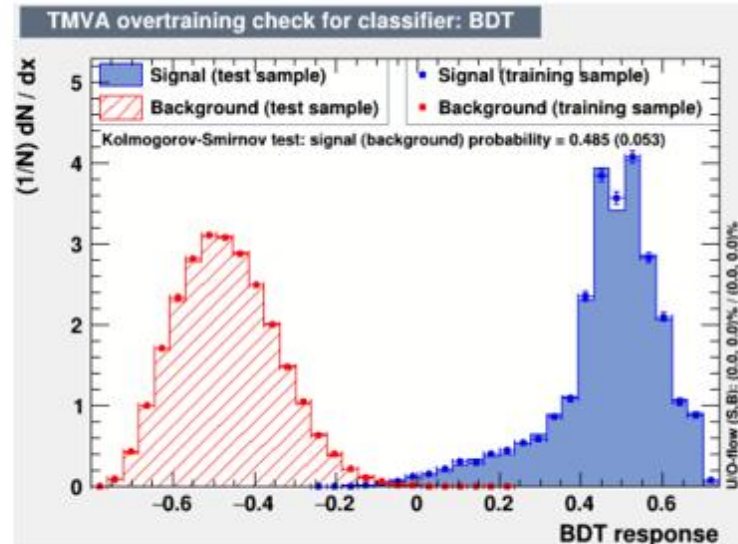 TMVA overtraining check for classifier: BDT
(1/N) dN / dx
Signal (test sample)
Signal (training sample)
Background (test sample)
Background (training sample)
Kolmogorov-Smirnov test: signal (background) probability = 0.485 (0.053)
5
4
3
2
1
0
−0.6 −0.4 −0.2 0 0.2 0.4 0.6
BDT response
U/O-flow (S,B): (0.0, 0.0)% / (0.0, 0.0)%